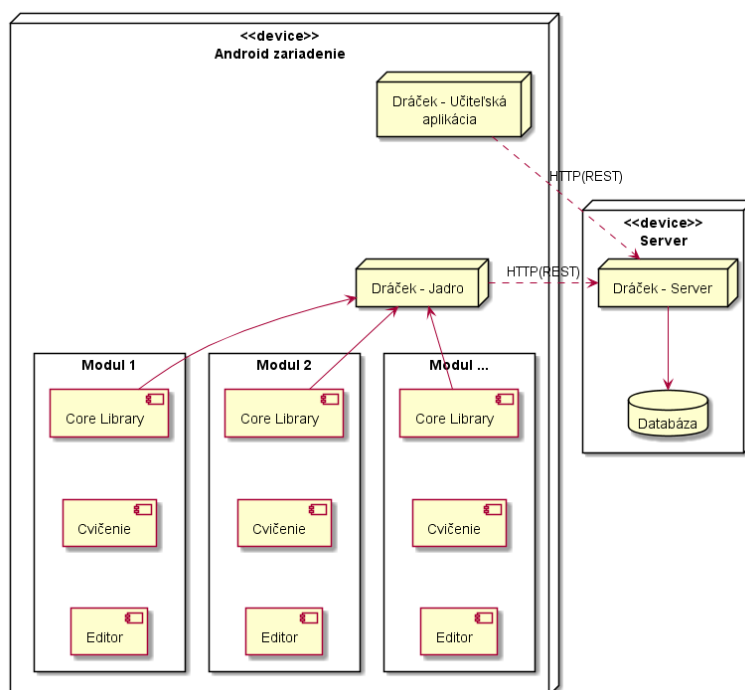 <<device>>
Android zariadenie
Dráček - Učiteľská
aplikácia
HTTP(REST)
<<device>>
Server
Dráček - Jadro
HTTP(REST)
Dráček - Server
Modul 1
Modul 2
Modul ...
Core Library
Core Library
Core Library
Databáza
Cvičenie
Cvičenie
Cvičenie
Editor
Editor
Editor